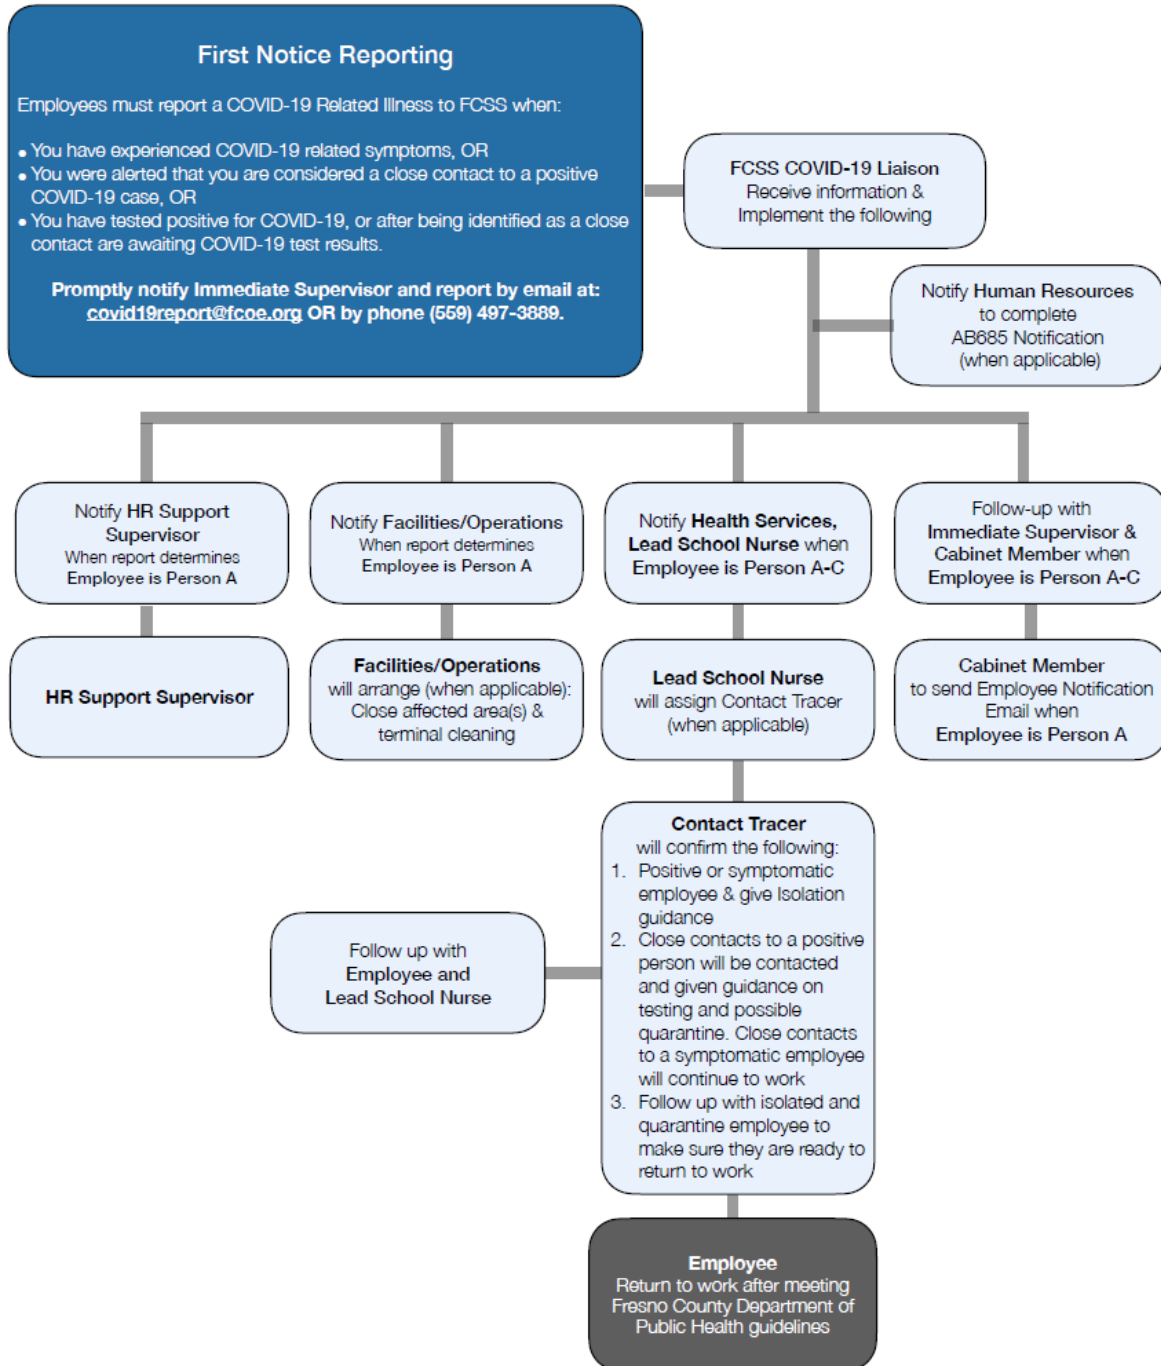 First Notice Reporting
Employees must report a COVID-19 Related Illness to FCSS when:
• You have experienced COVID-19 related symptoms, OR
• You were alerted that you are considered a close contact to a positive
COVID-19 case, OR
• You have tested positive for COVID-19, or after being identified as a close
contact are awaiting COVID-19 test results.
Promptly notify Immediate Supervisor and report by email at:
covid19report@fcoe.org OR by phone (559) 497-3889.
FCSS COVID-19 Liaison
Receive information &
Implement the following
Notify Human Resources
to complete
AB685 Notification
(when applicable)
Notify HR Support
Supervisor
When report determines
Employee is Person A
Notify Facilities/Operations
When report determines
Employee is Person A
Notify Health Services,
Lead School Nurse when
Employee is Person A-C
Follow-up with
Immediate Supervisor &
Cabinet Member when
Employee is Person A-C
HR Support Supervisor
Facilities/Operations
will arrange (when applicable):
Close affected area(s) &
terminal cleaning
Lead School Nurse
will assign Contact Tracer
(when applicable)
Cabinet Member
to send Employee Notification
Email when
Employee is Person A
Contact Tracer
will confirm the following:
1. Positive or symptomatic
employee & give Isolation
guidance
2. Close contacts to a positive
person will be contacted
and given guidance on
testing and possible
quarantine. Close contacts
to a symptomatic employee
will continue to work
3. Follow up with isolated and
quarantine employee to
make sure they are ready to
return to work
Follow up with
Employee and
Lead School Nurse
Employee
Return to work after meeting
Fresno County Department of
Public Health guidelines